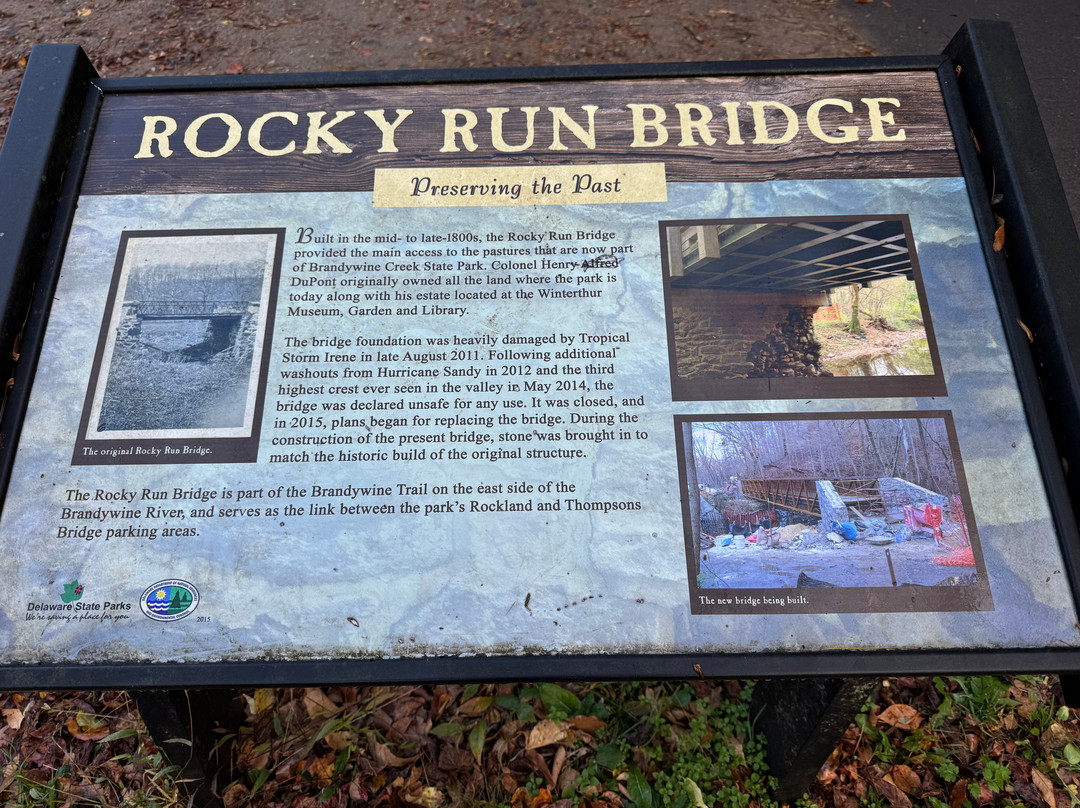 ROCKY RUN BRIDGE
Preserving the Past
Built in the mid- to late-1800s, the Rocky Run Bridge
provided the main access to the pastures that are now part
of Brandywine Creek State Park. Colonel Henry Alfred
DuPont originally owned all the land where the park is
today along with his estate located at the Winterthur
Museum, Garden and Library.
The bridge foundation was heavily damaged by Tropical
Storm Irene in late August 2011. Following additional
washouts from Hurricane Sandy in 2012 and the third
highest crest ever seen in the valley in May 2014, the
bridge was declared unsafe for any use. It was closed, and
in 2015, plans began for replacing the bridge. During the
construction of the present bridge, stone was brought in to
match the historic build of the original structure.
The original Rocky Run Bridge.
The Rocky Run Bridge is part of the Brandywine Trail on the east side of the
Brandywine River, and serves as the link between the park's Rockland and Thompsons
Bridge parking areas.
The new bridge being built.
Delaware State Parks
We're saving a place for you
2015